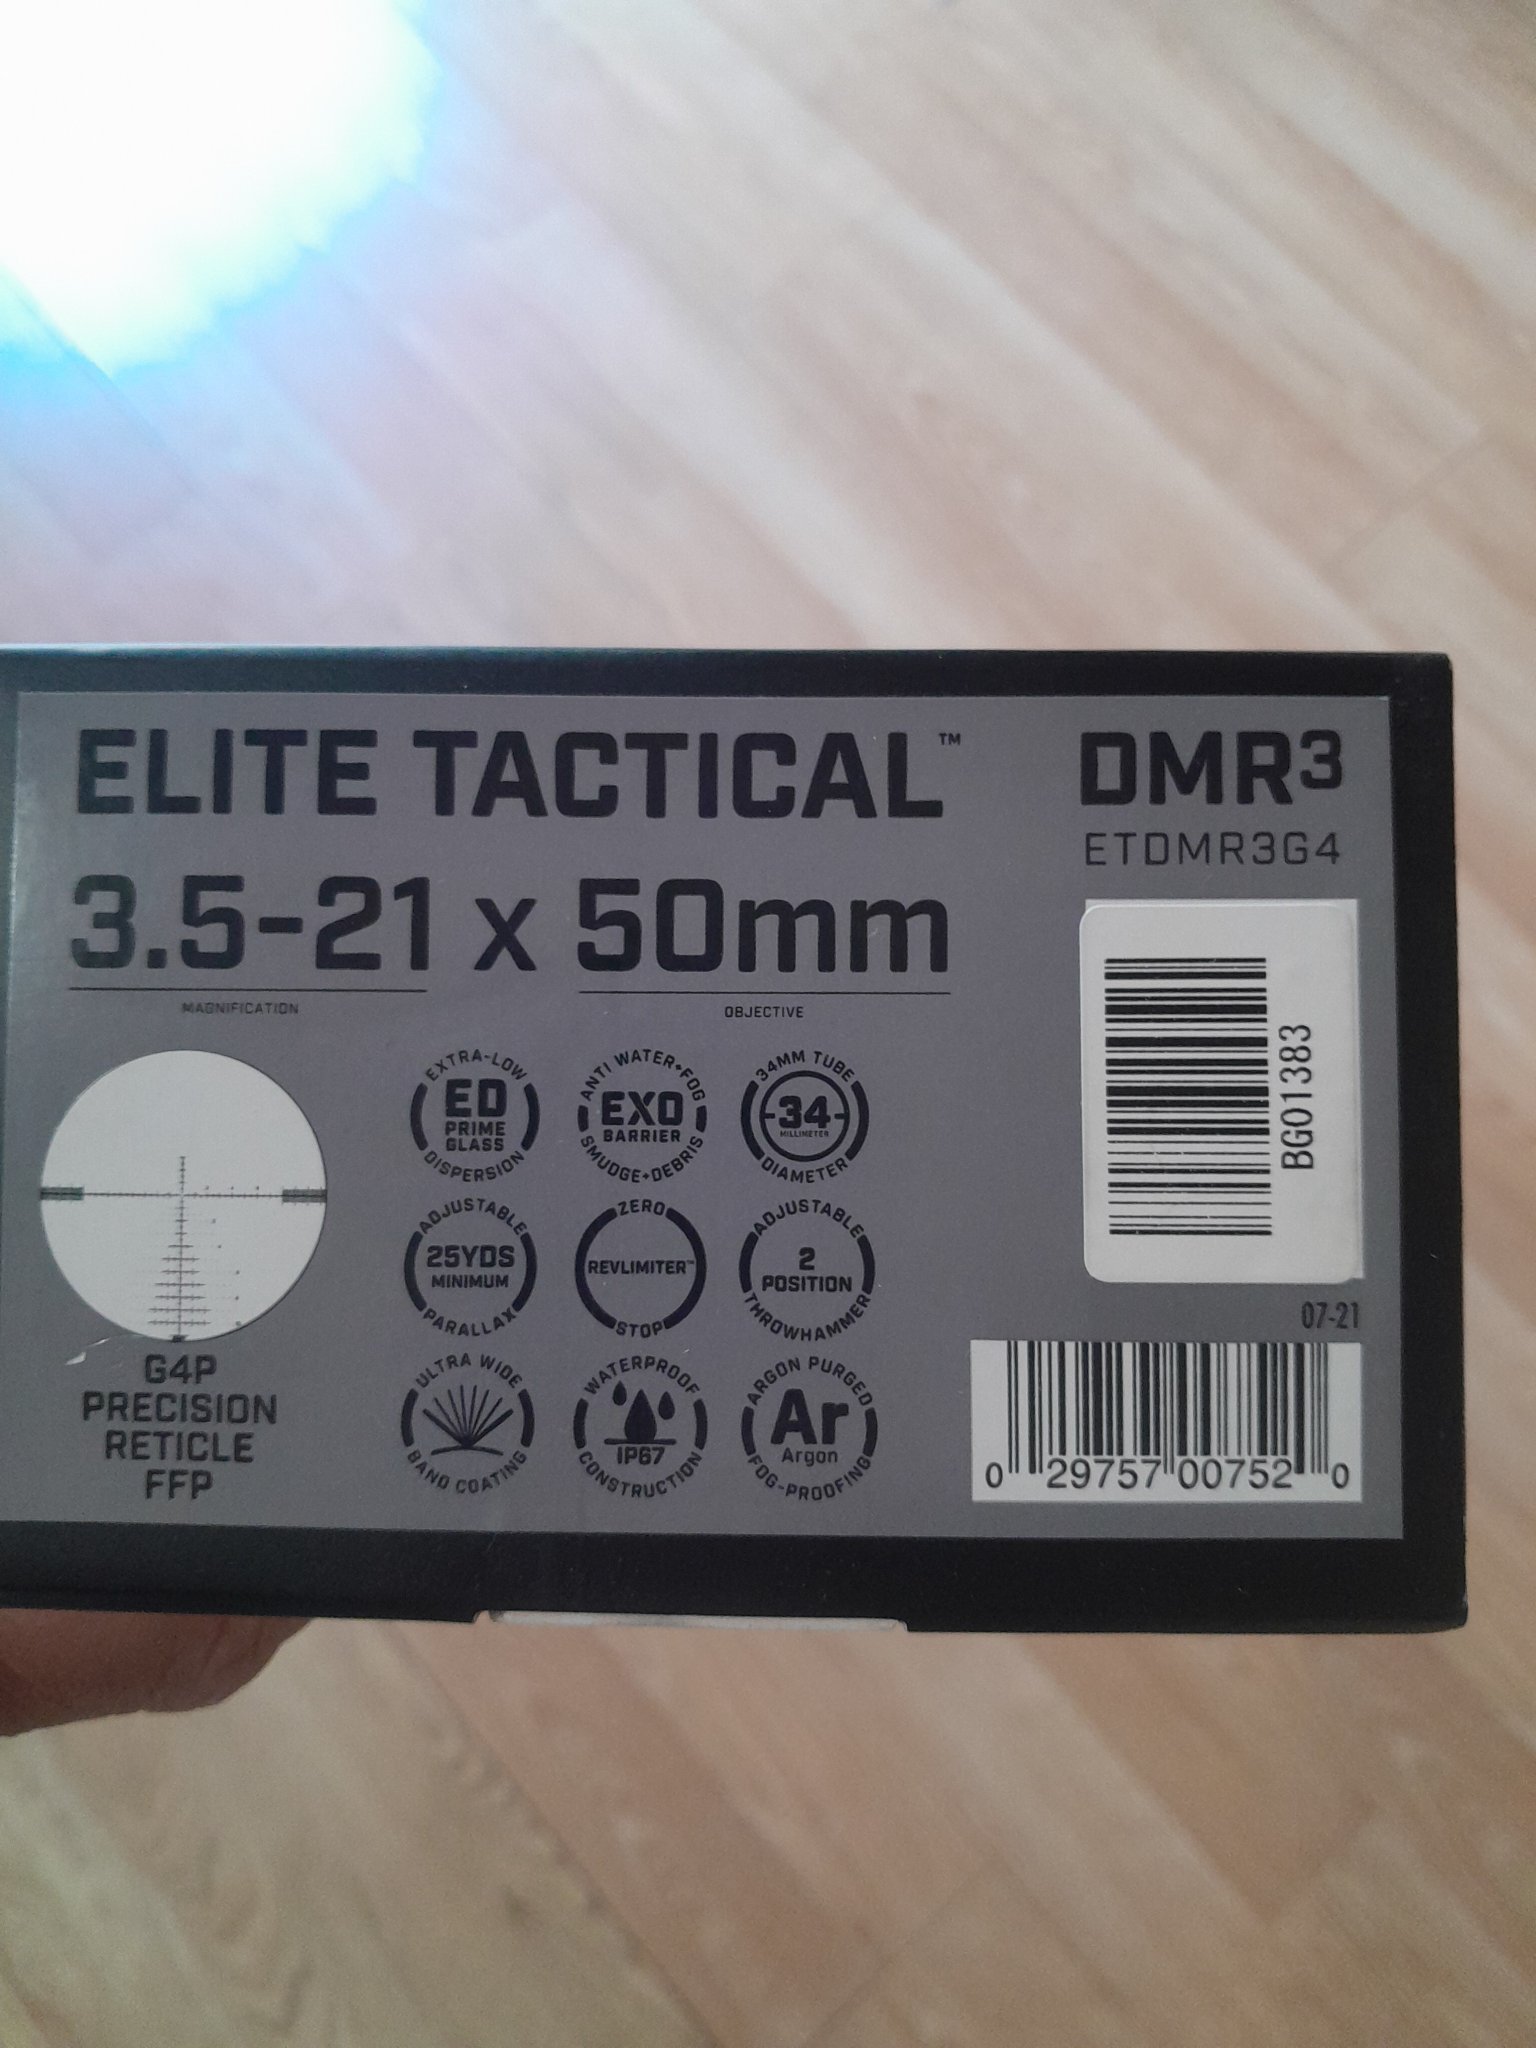 ELITE TACTICAL™
DMR3
ETDMR3G4
3.5-21 x 50mm
MAGNIFICATION
OBJECTIVE
BG01383
EXTRA-LOW
ED
PRIME
GLASS
DISPERSION
ANTI WATER+FOG
EXO
BARRIER
SMUDGE+DEBRIS
34MM TUBE
-34-
MILLIMETER
DIAMETER
ADJUSTABLE
25YDS
MINIMUM
PARALLAX
ZERO
REVLIMITER™
STOP
ADJUSTABLE
2
POSITION
THROWHAMMER
G4P
PRECISION
RETICLE
FFP
ULTRA WIDE
BAND COATING
WATERPROOF
IP67
CONSTRUCTION
ARGON PURGED
Ar
Argon
FOG-PROOFING
07-21
0 29757 00752 0